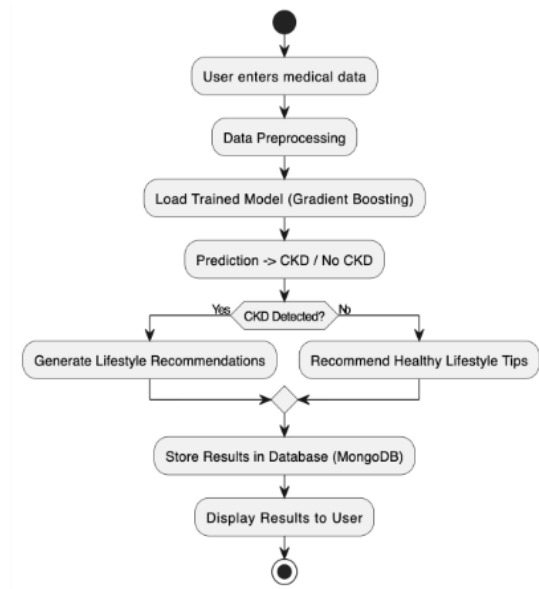 User enters medical data
Data Preprocessing
Load Trained Model (Gradient Boosting)
Prediction -> CKD / No CKD
Yes
CKD Detected?
No
Generate Lifestyle Recommendations
Recommend Healthy Lifestyle Tips
Store Results in Database (MongoDB)
Display Results to User